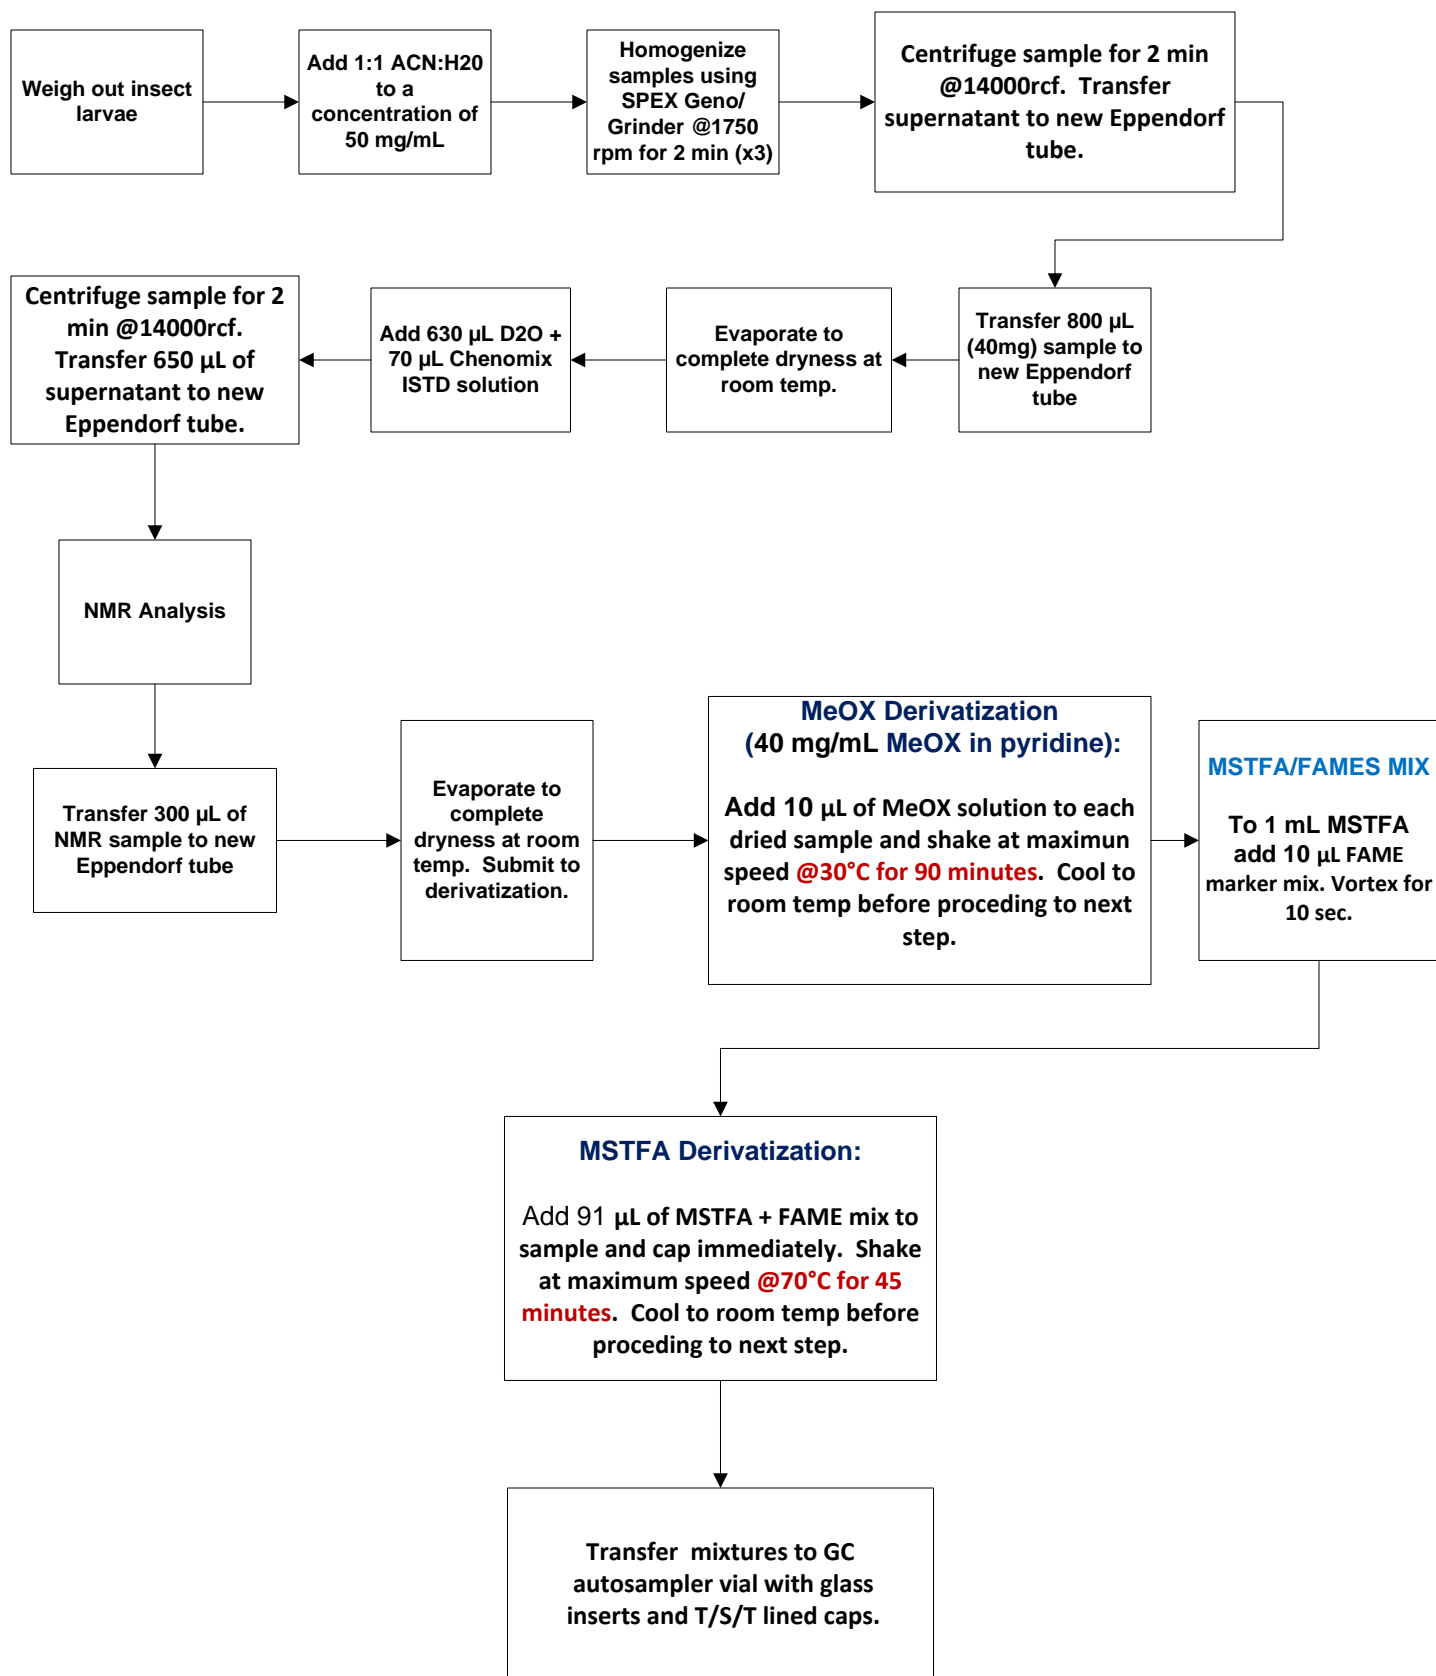 Weigh out insect
larvae
Add 1:1 ACN:H20
to a
concentration of
50 mg/mL
Homogenize
samples using
SPEX Geno/
Grinder @1750
rpm for 2 min (x3)
Centrifuge sample for 2 min
@14000rcf.  Transfer
supernatant to new Eppendorf
tube.
Transfer 800 µL
(40mg) sample to
new Eppendorf
tube
Evaporate to
complete dryness at
room temp.
Add 630 µL D2O +
70 µL Chenomix
ISTD solution
Centrifuge sample for 2
min @14000rcf.
Transfer 650 µL of
supernatant to new
Eppendorf tube.
NMR Analysis
Transfer 300 µL of
NMR sample to new
Eppendorf tube
Evaporate to
complete
dryness at room
temp.  Submit to
derivatization.
MeOX Derivatization
(40 mg/mL MeOX in pyridine):
Add 10 µL of MeOX solution to each
dried sample and shake at maximun
speed @30°C for 90 minutes.  Cool to
room temp before proceding to next
step.
MSTFA/FAMES MIX
To 1 mL MSTFA
add 10 µL FAME
marker mix. Vortex for
10 sec.
MSTFA Derivatization:
Add 91 µL of MSTFA + FAME mix to
sample and cap immediately.  Shake
at maximum speed @70°C for 45
minutes.  Cool to room temp before
proceding to next step.
Transfer  mixtures to GC
autosampler vial with glass
inserts and T/S/T lined caps.